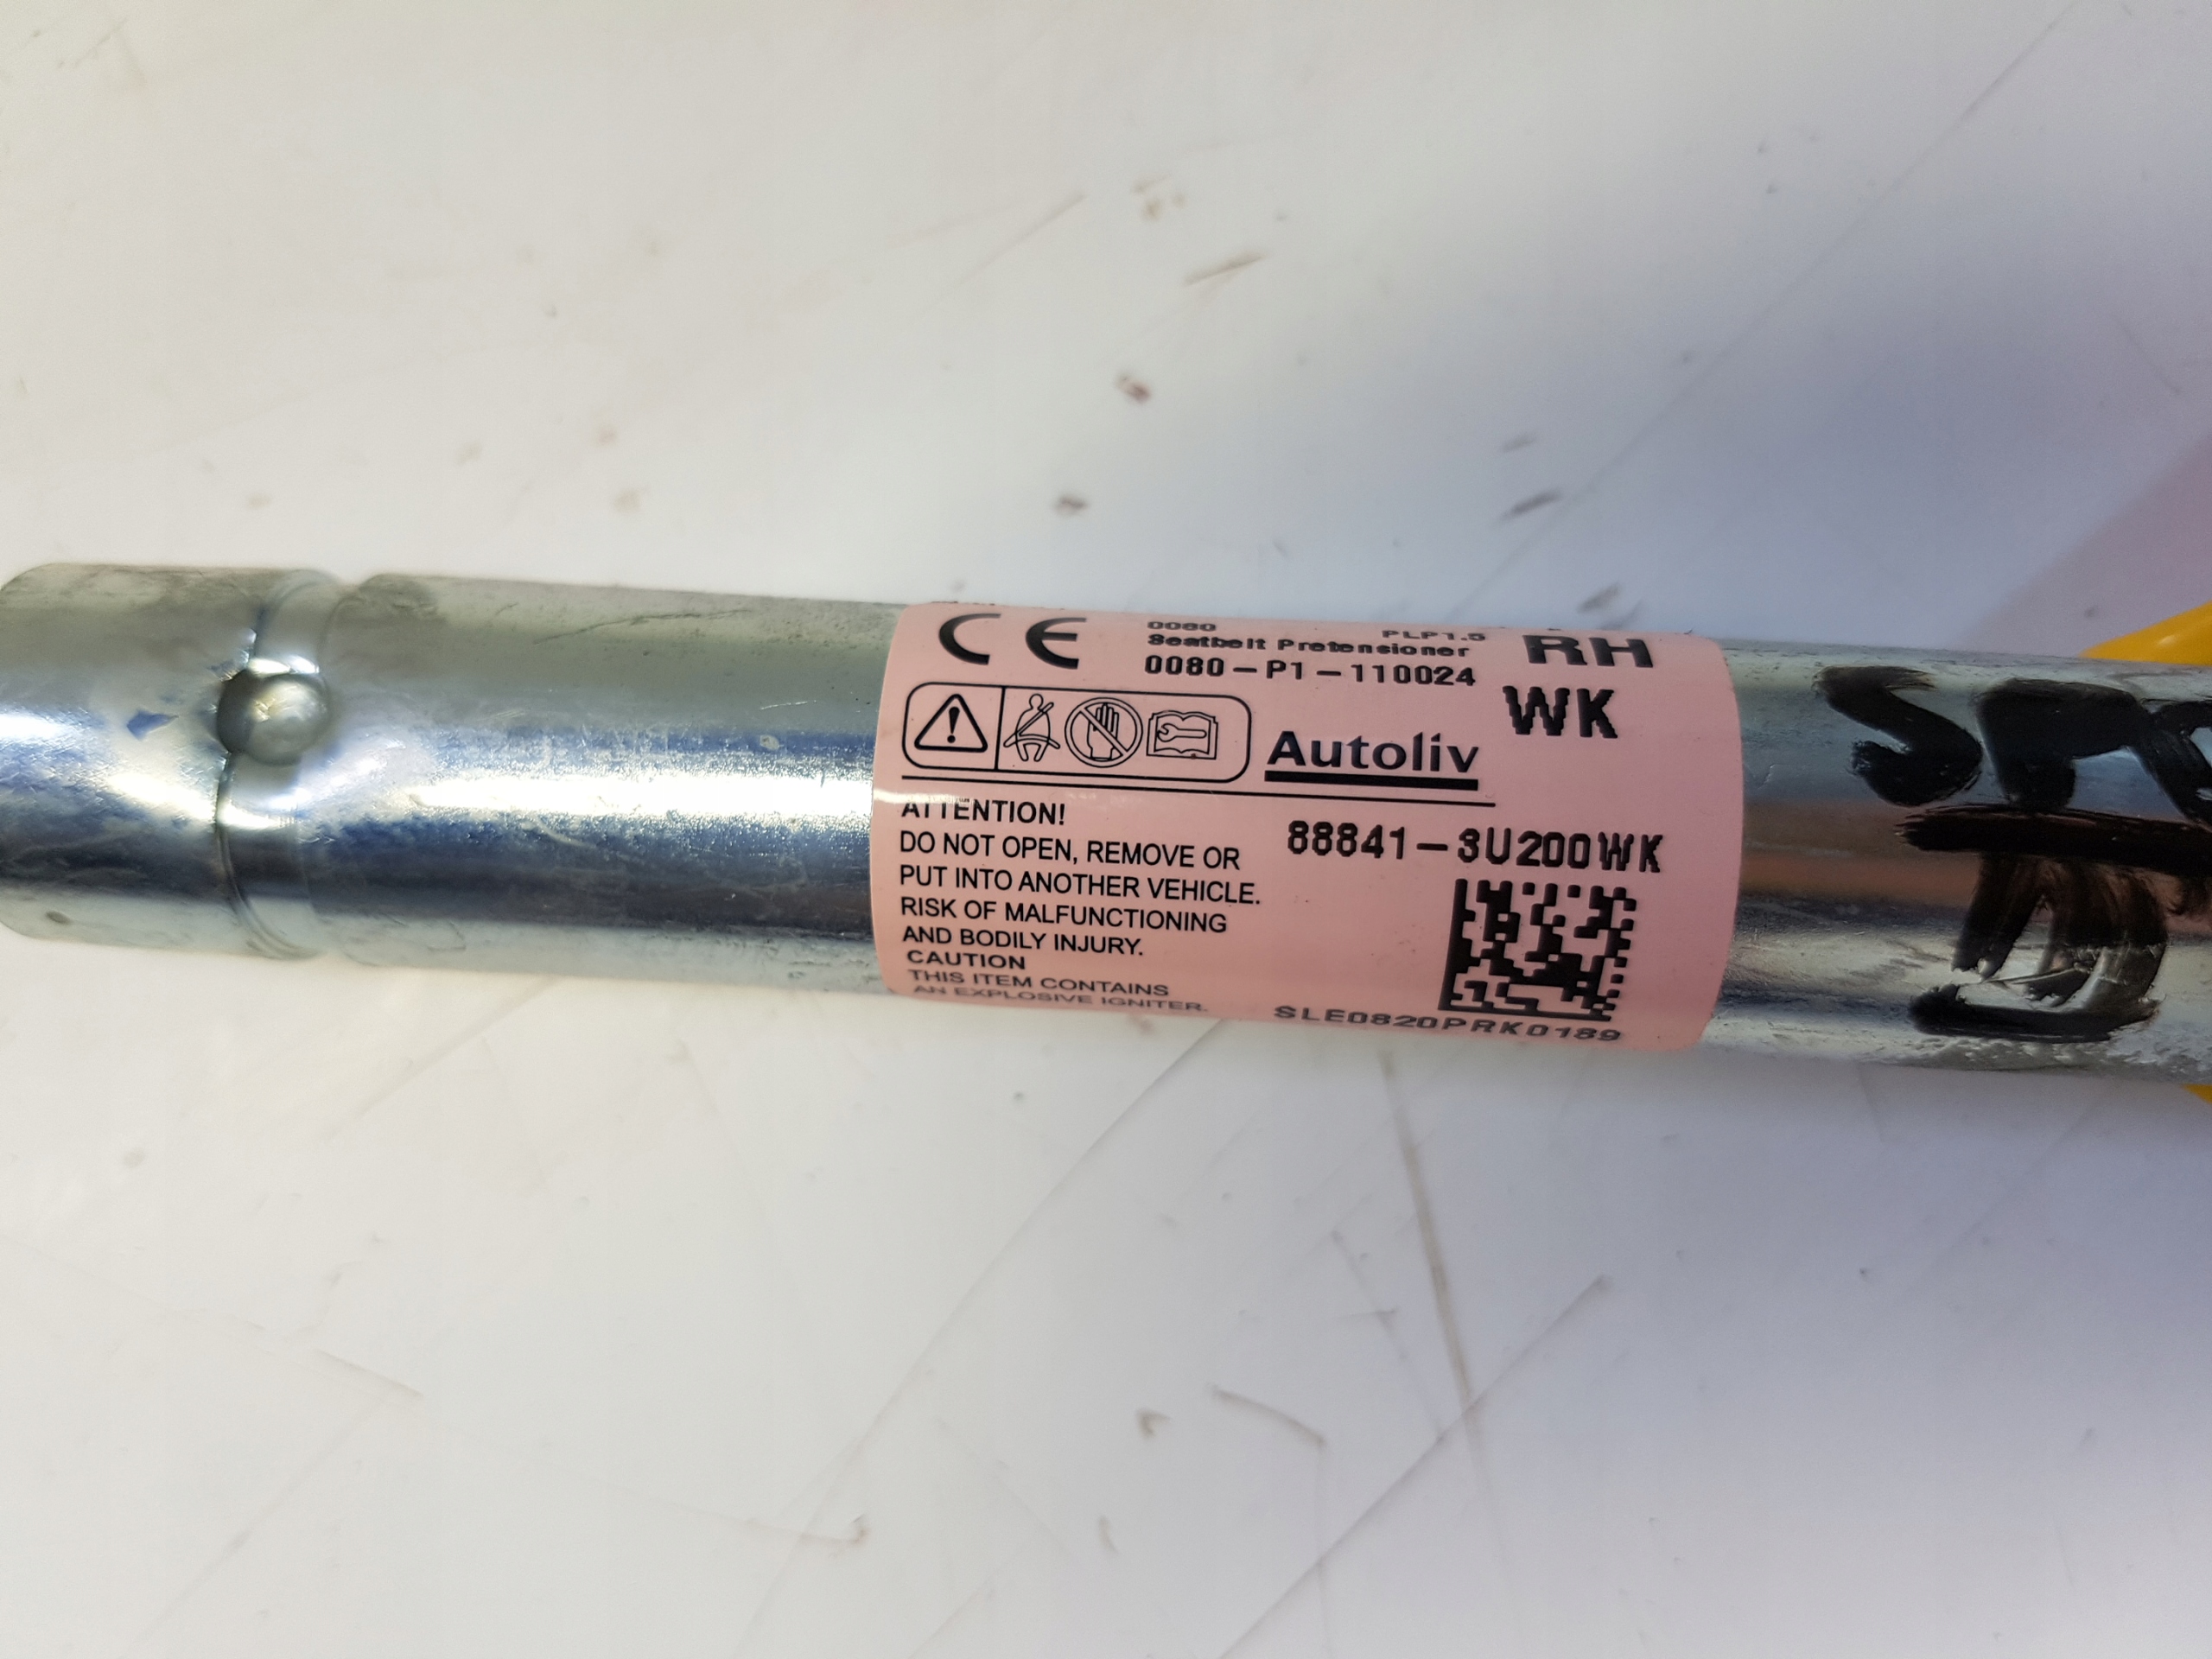 CE
0080 PLP1.5
Seatbelt Pretensioner
0080-P1-110024
RH
WK
Autoliv
ATTENTION!
DO NOT OPEN, REMOVE OR
PUT INTO ANOTHER VEHICLE.
RISK OF MALFUNCTIONING
AND BODILY INJURY.
CAUTION
THIS ITEM CONTAINS
AN EXPLOSIVE IGNITER.
88841-3U200WK
SLE0820PRK0189